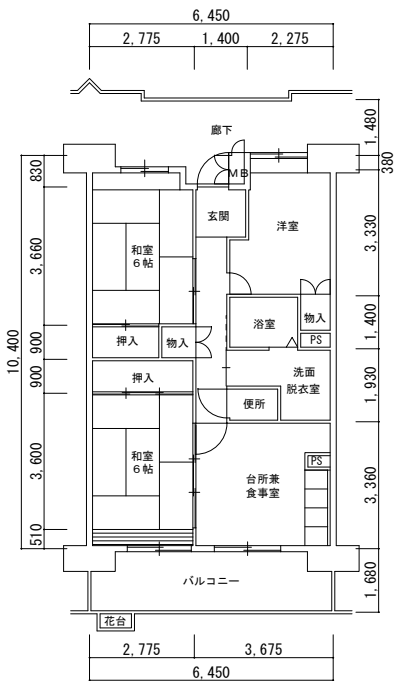 6,450
2,775 1,400 2,275
廊下
1,480
380
830
MB
玄関
洋室
3,330
3,660
和室
6帖
10,400
浴室
物入
1,400
PS
押入
物入
900
900
押入
洗面
脱衣室
1,930
便所
3,600
和室
6帖
台所兼
食事室
PS
3,360
510
バルコニー
1,680
花台
2,775 3,675
6,450